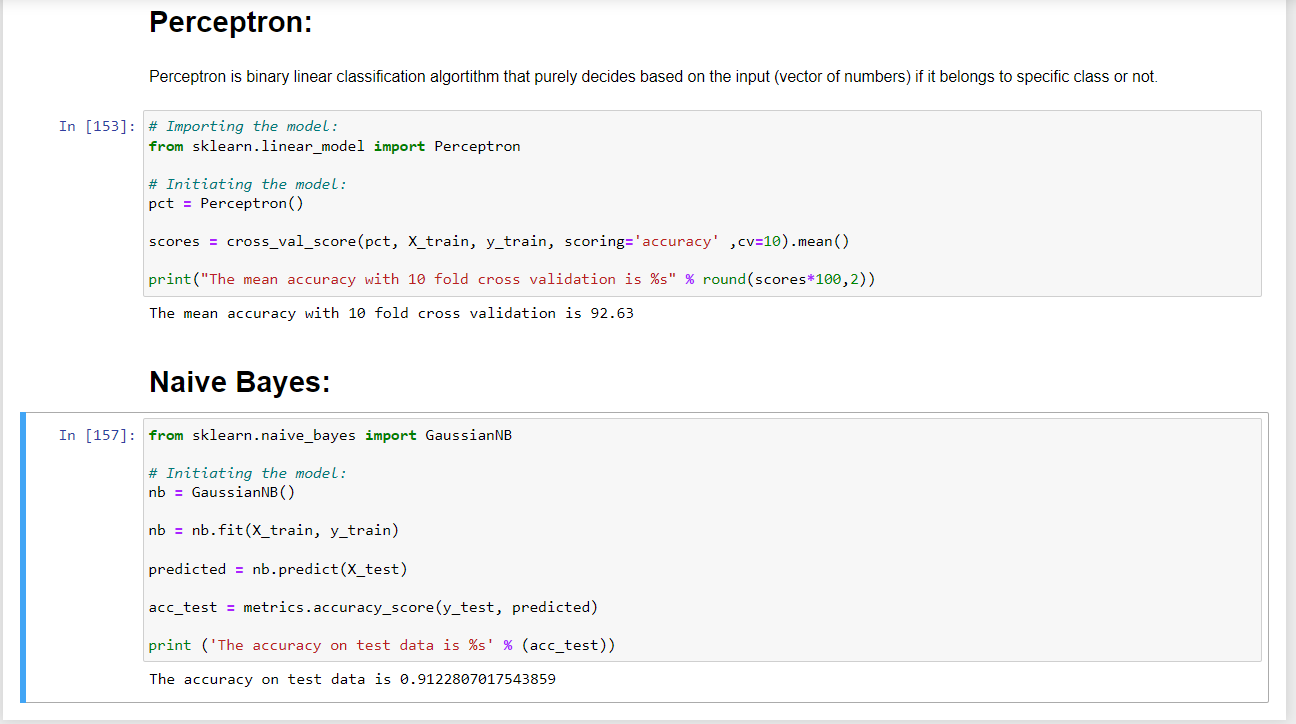 Perceptron:
Perceptron is binary linear classification algortithm that purely decides based on the input (vector of numbers) if it belongs to specific class or not.
In [153]:
# Importing the model:
from sklearn.linear_model import Perceptron
# Initiating the model:
pct = Perceptron()
scores = cross_val_score(pct, X_train, y_train, scoring='accuracy' ,cv=10).mean()
print("The mean accuracy with 10 fold cross validation is %s" % round(scores*100,2))
The mean accuracy with 10 fold cross validation is 92.63
Naive Bayes:
In [157]:
from sklearn.naive_bayes import GaussianNB
# Initiating the model:
nb = GaussianNB()
nb = nb.fit(X_train, y_train)
predicted = nb.predict(X_test)
acc_test = metrics.accuracy_score(y_test, predicted)
print ('The accuracy on test data is %s' % (acc_test))
The accuracy on test data is 0.9122807017543859